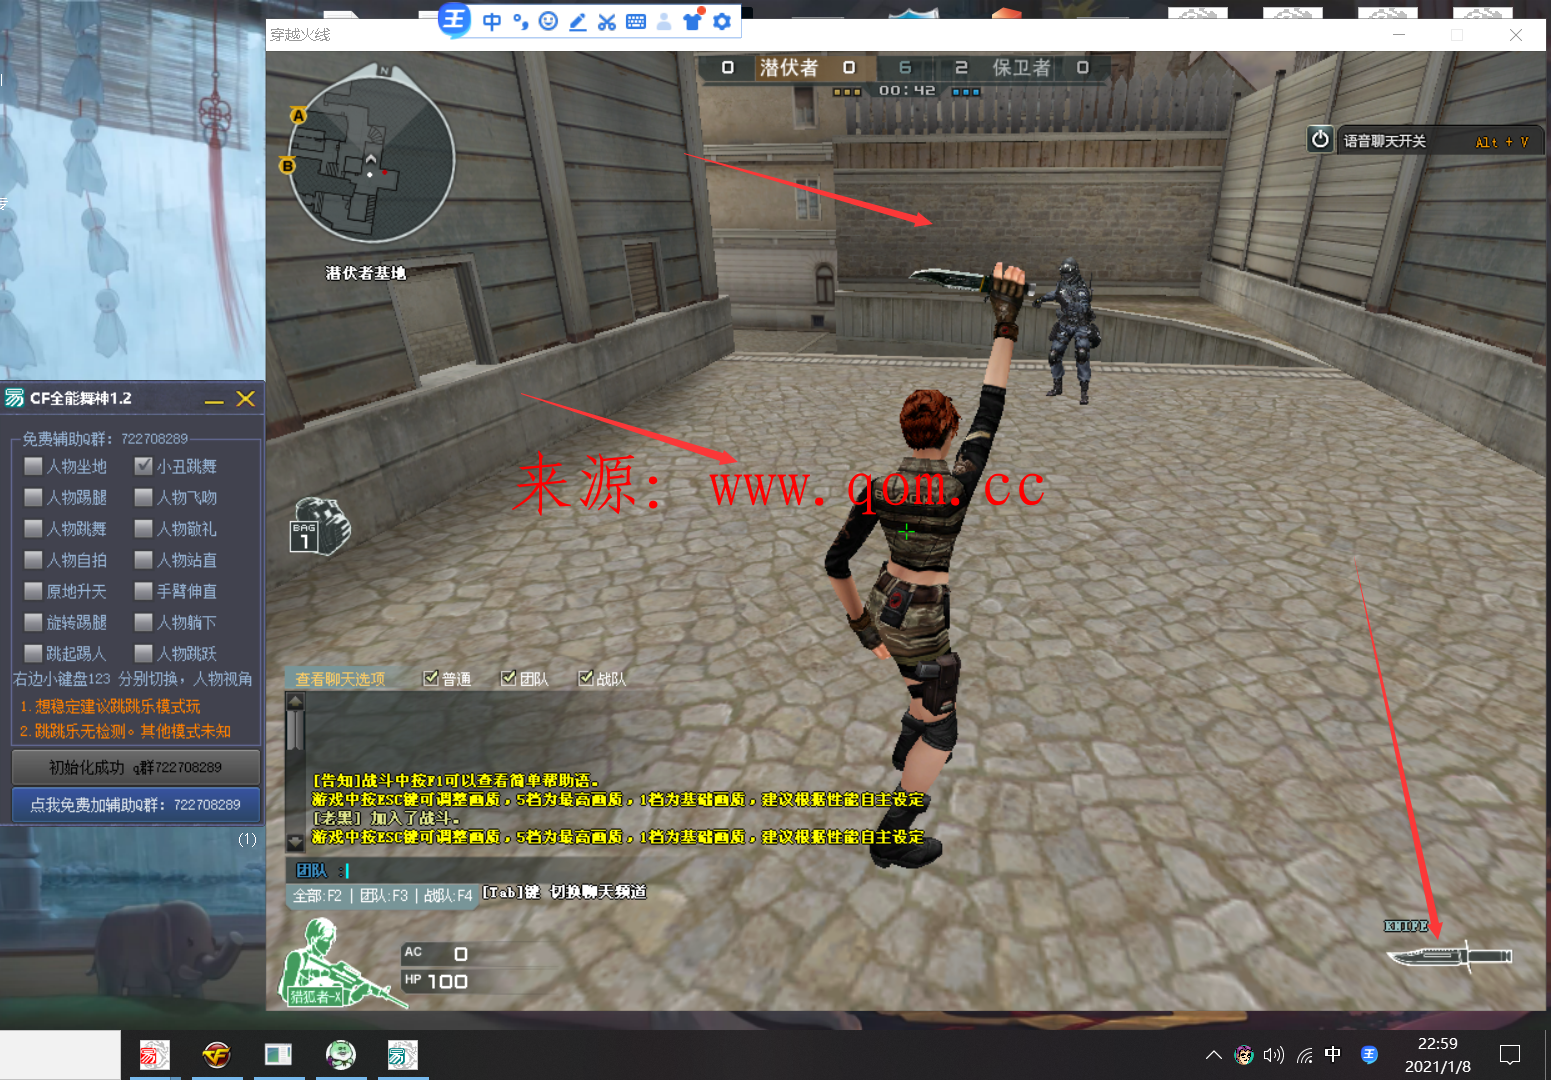 王 中
穿越火线
0 潜伏者 0 6 2 保卫者 0
00:42
N
A
B
语音聊天开关 Alt + V
潜伏者基地
CF全能舞神1.2
免费辅助Q群：722708289
人物坐地 小丑跳舞
人物踢腿 人物飞吻
人物跳舞 人物敬礼
人物自拍 人物站直
原地升天 手臂伸直
旋转踢腿 人物躺下
跳起踢人 人物跳跃
右边小键盘123 分别切换，人物视角
1.想稳定建议跳跳乐模式玩
2.跳跳乐无检测。其他模式未知
初始化成功 q群722708289
点我免费加辅助Q群：722708289
(1)
来源：www.qom.cc
BAG
1
查看聊天选项 普通 团队 战队
[告知]战斗中按F1可以查看简单帮助语。
游戏中按ESC键可调整画质，5档为最高画质，1档为基础画质，建议根据性能自主设定
[老黑] 加入了战斗。
游戏中按ESC键可调整画质，5档为最高画质，1档为基础画质，建议根据性能自主设定
团队 :
全部:F2 | 团队:F3 | 战队:F4 [Tab]键 切换聊天频道
KNIFE
AC 0
HP 100
猎狐者-X
易 CF 易 中 王
22:59
2021/1/8